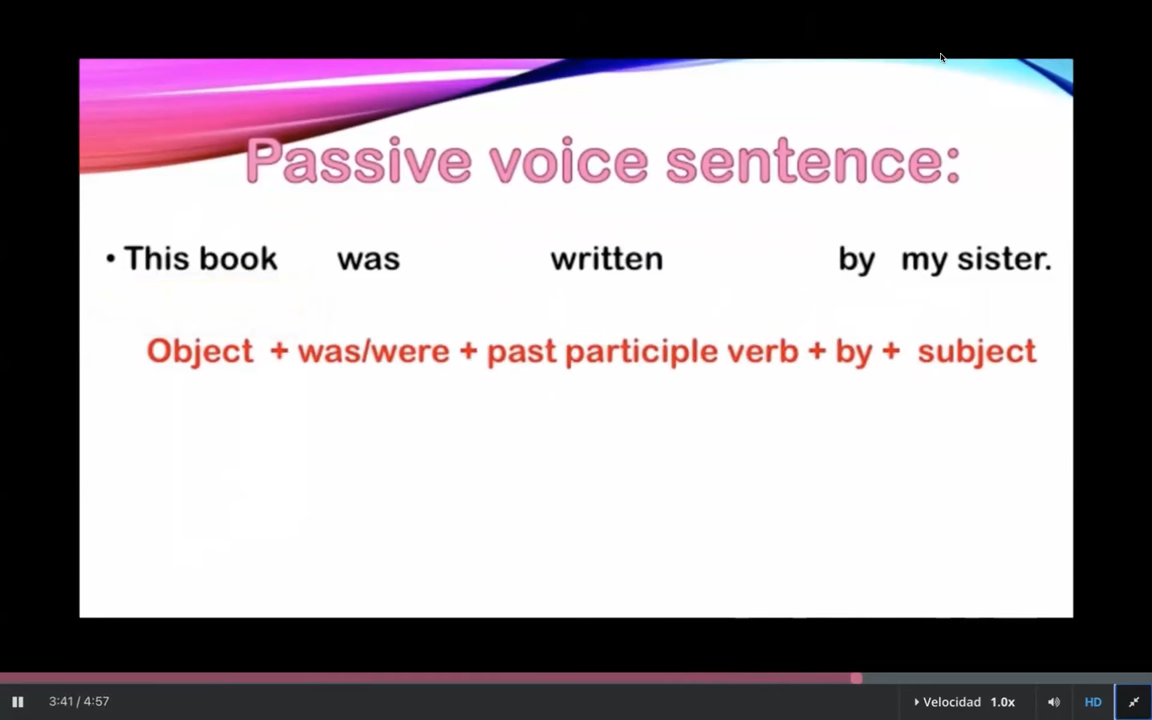 Passive voice sentence:
• This book was written by my sister.
Object + was/were + past participle verb + by + subject
3:41 / 4:57 Velocidad 1.0x HD